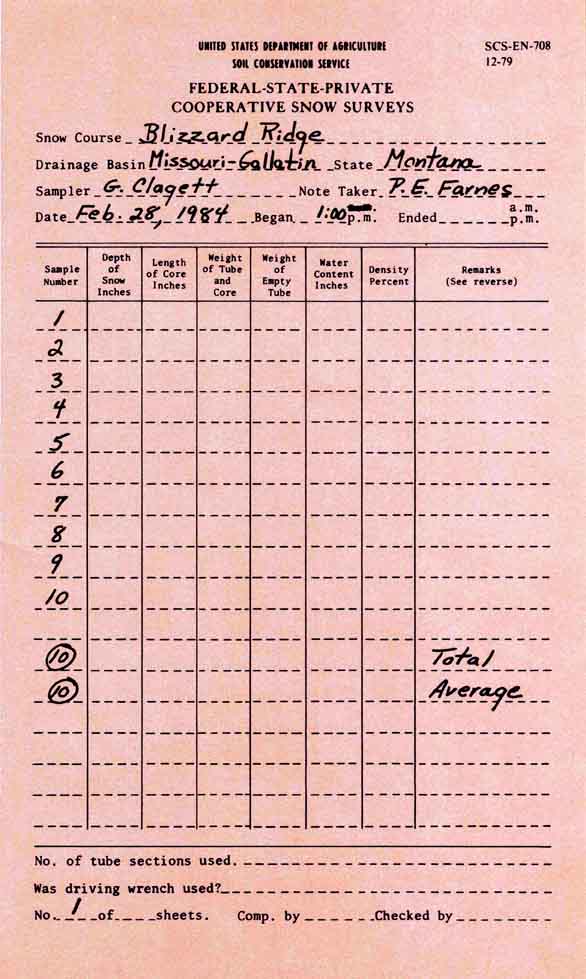 UNITED STATES DEPARTMENT OF AGRICULTURE
SOIL CONSERVATION SERVICE
SCS-EN-708
12-79
FEDERAL-STATE-PRIVATE
COOPERATIVE SNOW SURVEYS
Snow Course Blizzard Ridge
Drainage Basin Missouri-Gallatin State Montana
Sampler G. Clagett Note Taker P. E. Farnes
Date Feb. 28, 1984 Began 1:00 p.m. Ended a.m. p.m.
Sample Number
Depth of Snow Inches
Length of Core Inches
Weight of Tube and Core
Weight of Empty Tube
Water Content Inches
Density Percent
Remarks (See reverse)
1
2
3
4
5
6
7
8
9
10
10 Total
10 Average
No. of tube sections used.
Was driving wrench used?
No. 1 of sheets. Comp. by Checked by